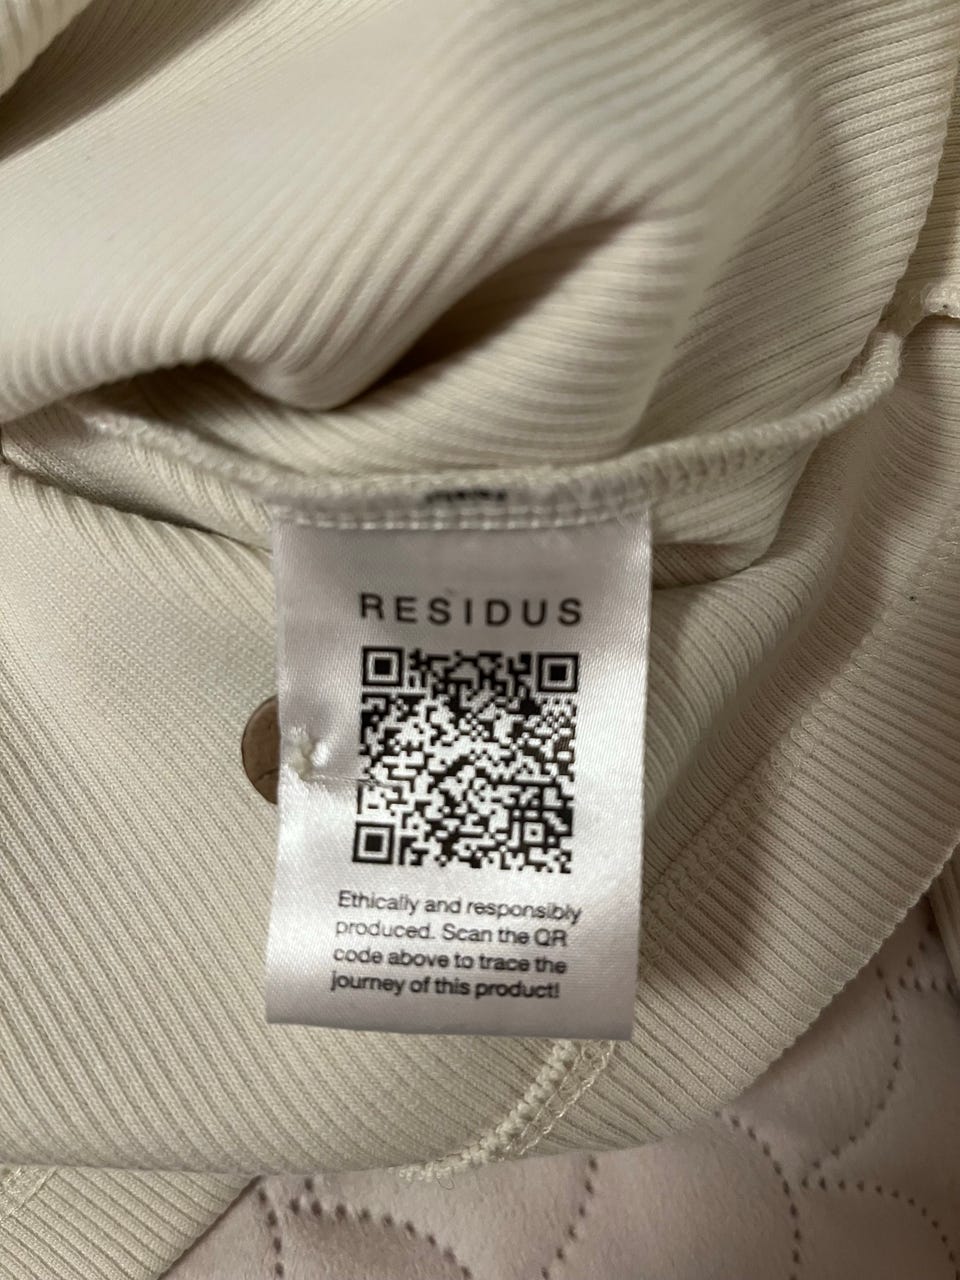 RESIDUS
Ethically and responsibly
produced. Scan the QR
code above to trace the
journey of this product!